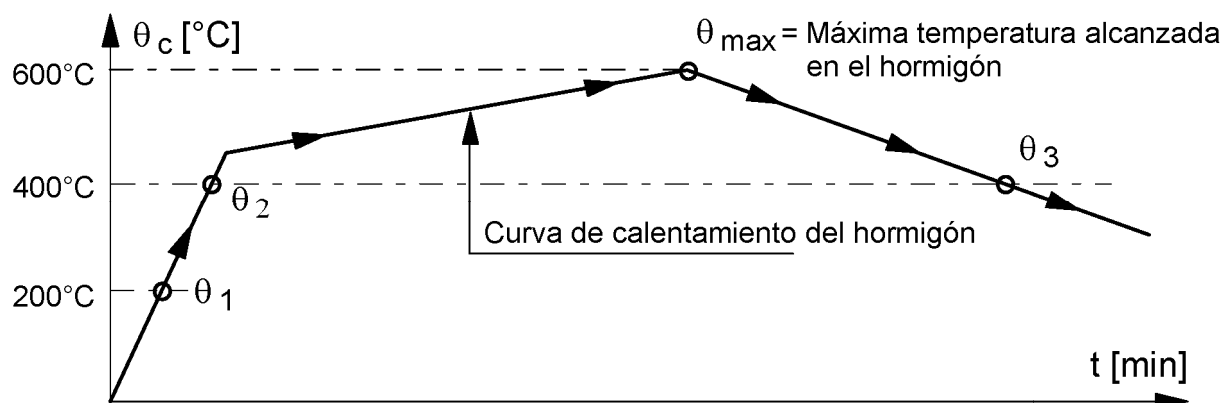 θc [°C]
θmax = Máxima temperatura alcanzada
en el hormigón
600°C
θ3
400°C
θ2
Curva de calentamiento del hormigón
200°C
θ1
t [min]